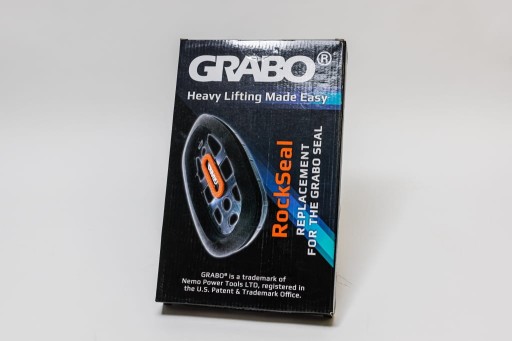 GRABO®
Heavy Lifting Made Easy
GRABO
RockSeal
REPLACEMENT
FOR THE GRABO SEAL
GRABO® is a trademark of
Nemo Power Tools LTD, registered in
the U.S. Patent & Trademark Office.